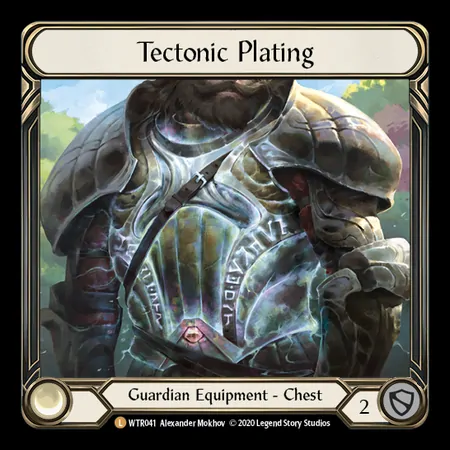 Tectonic Plating
Guardian Equipment - Chest
2
L WTR041 Alexander Mokhov © 2020 Legend Story Studios